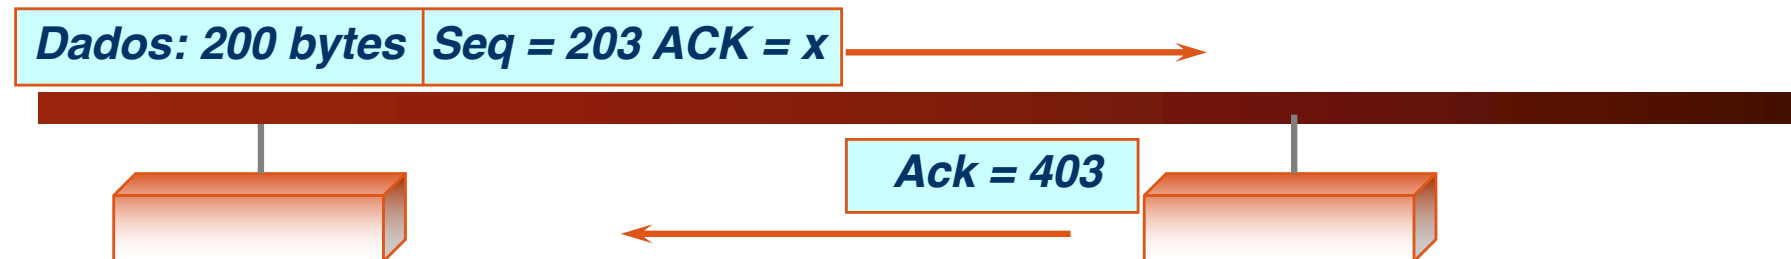 Dados: 200 bytes Seq = 203 ACK = x
Ack = 403